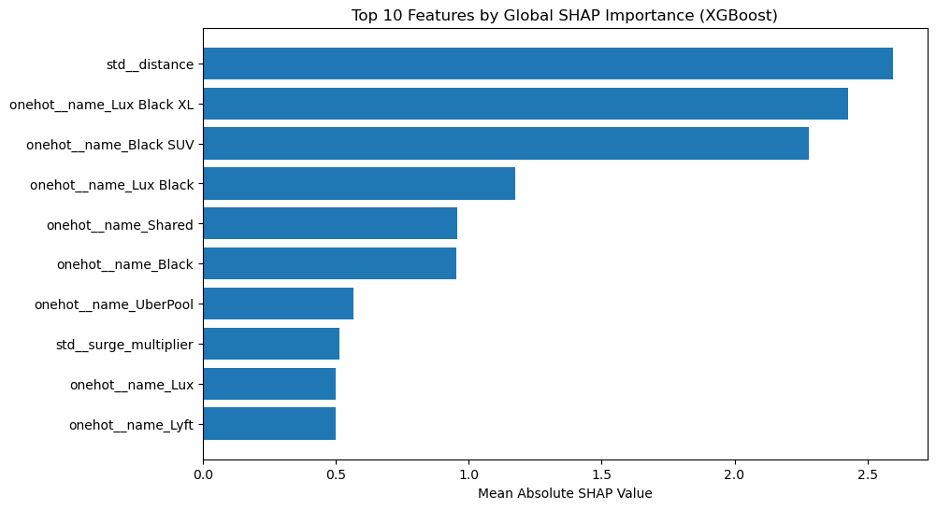 Top 10 Features by Global SHAP Importance (XGBoost)
std__distance
onehot__name_Lux Black XL
onehot__name_Black SUV
onehot__name_Lux Black
onehot__name_Shared
onehot__name_Black
onehot__name_UberPool
std__surge_multiplier
onehot__name_Lux
onehot__name_Lyft
0.0 0.5 1.0 1.5 2.0 2.5
Mean Absolute SHAP Value